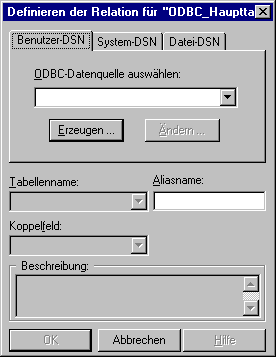 Definieren der Relation für "ODBC_Hauptta
Benutzer-DSN System-DSN Datei-DSN
ODBC-Datenquelle auswählen:
Erzeugen ... Ändern ...
Tabellenname: Aliasname:
Koppelfeld:
Beschreibung:
OK Abbrechen Hilfe